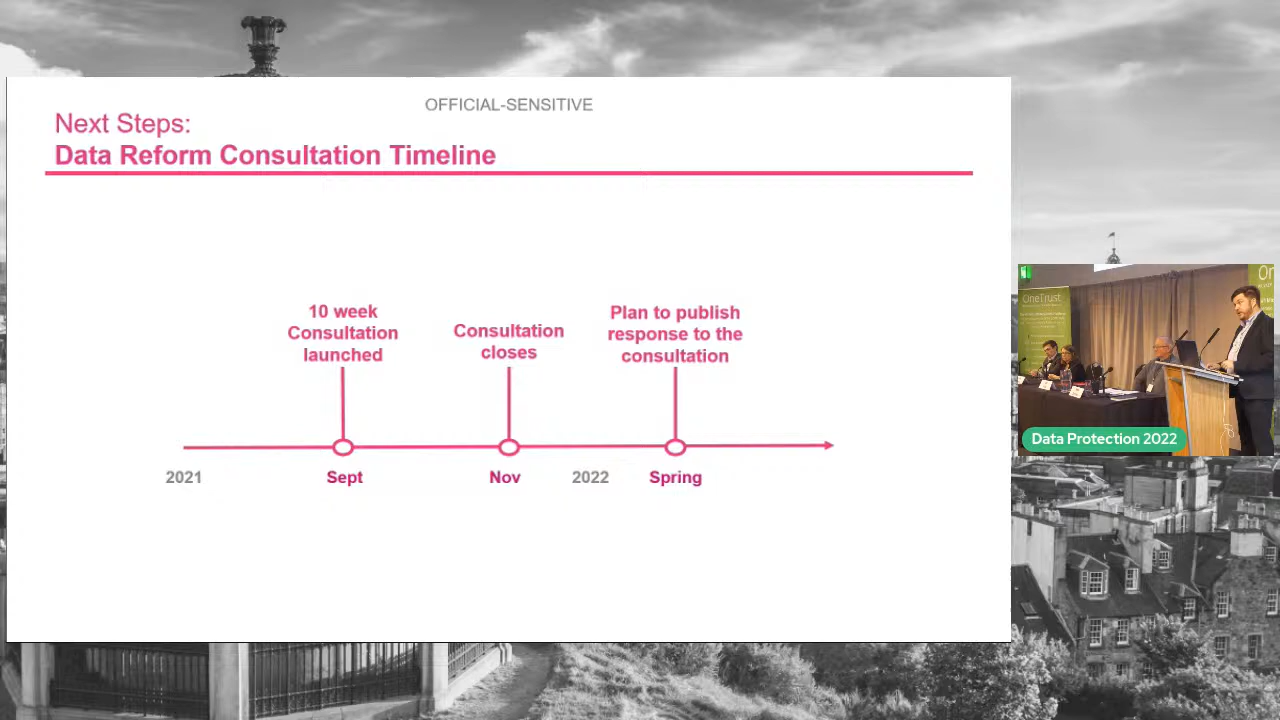 OFFICIAL-SENSITIVE
Next Steps:
Data Reform Consultation Timeline
10 week
Consultation
launched
Consultation
closes
Plan to publish
response to the
consultation
2021
Sept
Nov
2022
Spring
OneTrust
Data Protection 2022